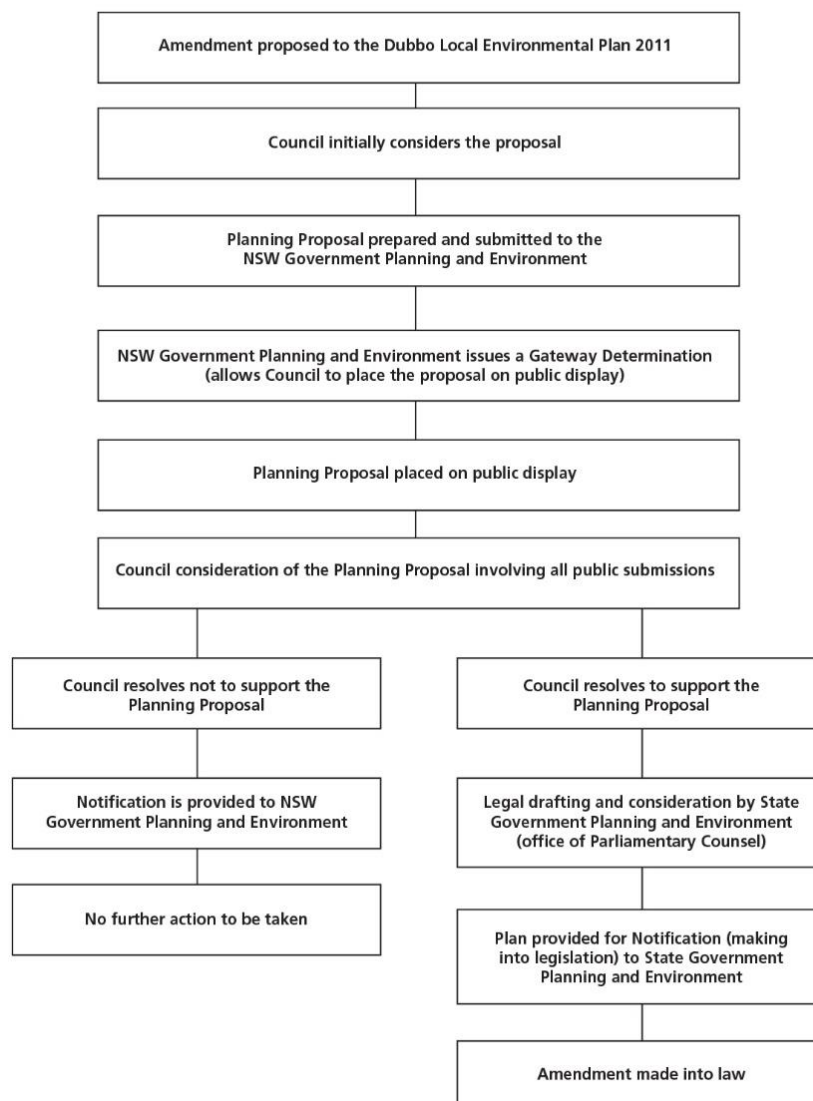 Amendment proposed to the Dubbo Local Environmental Plan 2011
Council initially considers the proposal
Planning Proposal prepared and submitted to the
NSW Government Planning and Environment
NSW Government Planning and Environment issues a Gateway Determination
(allows Council to place the proposal on public display)
Planning Proposal placed on public display
Council consideration of the Planning Proposal involving all public submissions
Council resolves not to support the
Planning Proposal
Notification is provided to NSW
Government Planning and Environment
No further action to be taken
Council resolves to support the
Planning Proposal
Legal drafting and consideration by State
Government Planning and Environment
(office of Parliamentary Counsel)
Plan provided for Notification (making
into legislation) to State Government
Planning and Environment
Amendment made into law